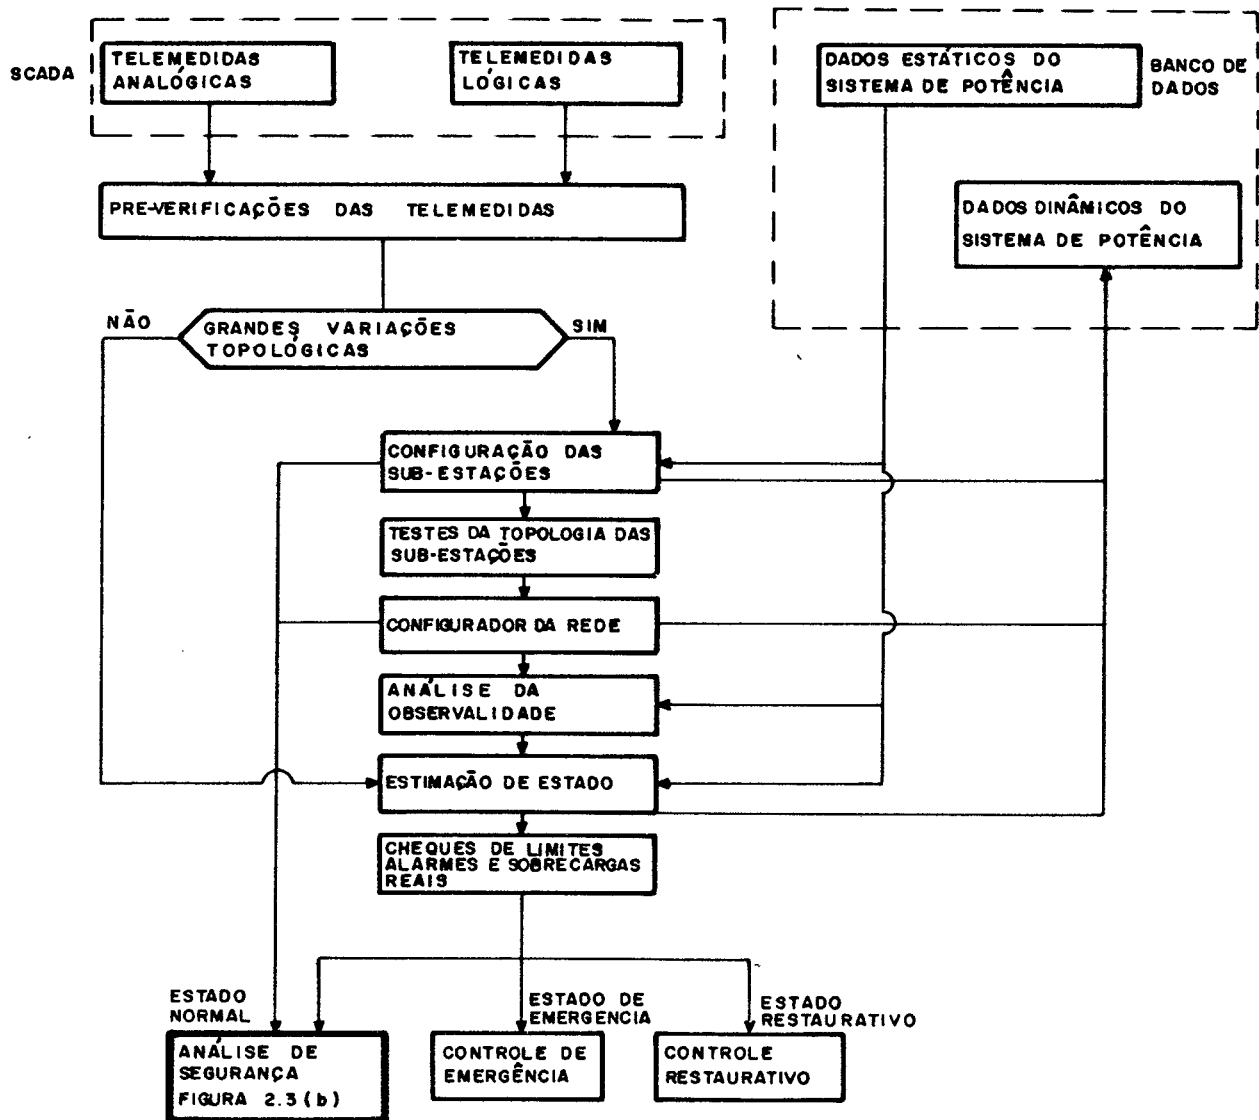 SCADA
TELEMEDIDAS
ANALÓGICAS
TELEMEDIDAS
LÓGICAS
DADOS ESTÁTICOS DO
SISTEMA DE POTÊNCIA
BANCO DE
DADOS
PRE-VERIFICAÇÕES DAS TELEMEDIDAS
DADOS DINÂMICOS DO
SISTEMA DE POTÊNCIA
NÃO
GRANDES VARIAÇÕES
TOPOLÓGICAS
SIM
CONFIGURAÇÃO DAS
SUB-ESTAÇÕES
TESTES DA TOPOLOGIA DAS
SUB-ESTAÇÕES
CONFIGURADOR DA REDE
ANÁLISE DA
OBSERVALIDADE
ESTIMAÇÃO DE ESTADO
CHEQUES DE LIMITES
ALARMES E SOBRECARGAS
REAIS
ESTADO
NORMAL
ESTADO DE
EMERGENCIA
ESTADO
RESTAURATIVO
ANÁLISE DE
SEGURANÇA
FIGURA 2.3(b)
CONTROLE DE
EMERGÊNCIA
CONTROLE
RESTAURATIVO